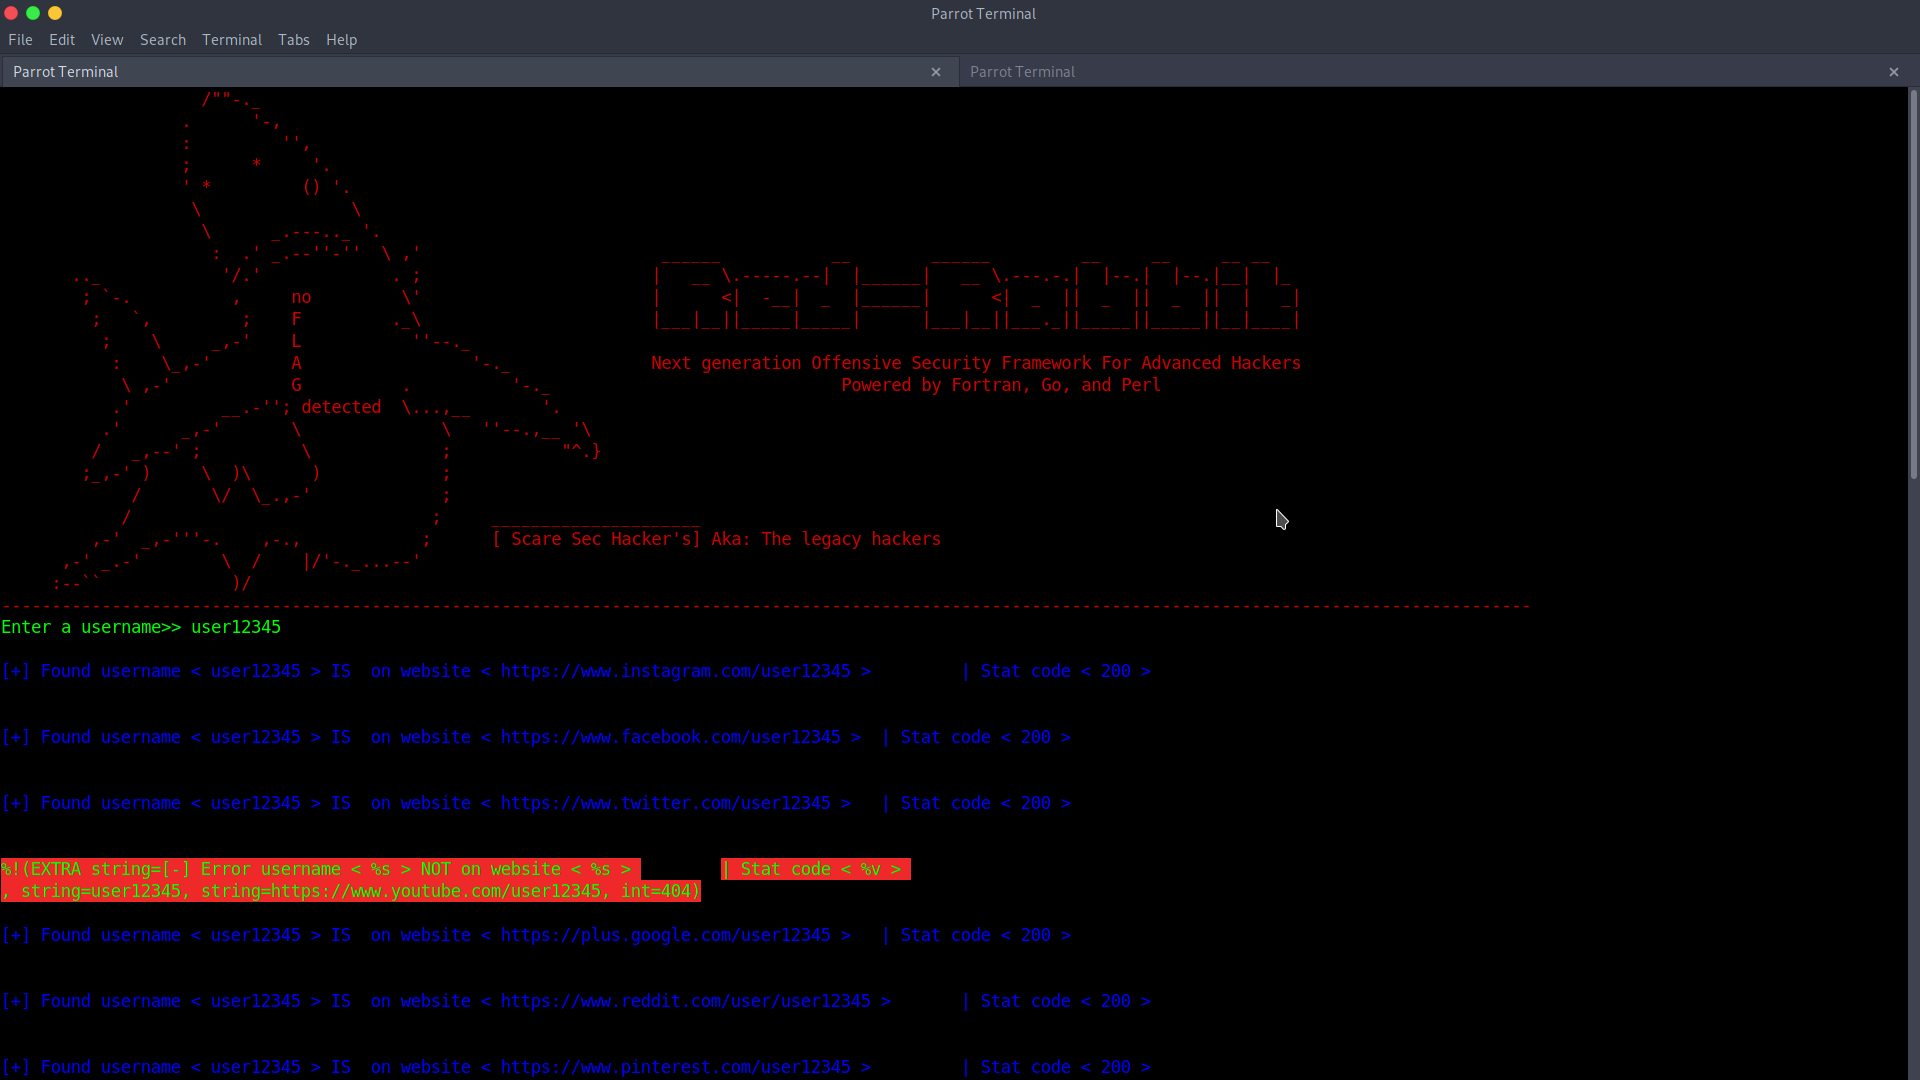 Parrot Terminal
File Edit View Search Terminal Tabs Help
Parrot Terminal × Parrot Terminal ×
no
F
L
A
G
detected
Red-Rabbit
Next generation Offensive Security Framework For Advanced Hackers
Powered by Fortran, Go, and Perl
[ Scare Sec Hacker's] Aka: The legacy hackers
Enter a username>> user12345
[+] Found username < user12345 > IS  on website < https://www.instagram.com/user12345 >         | Stat code < 200 >
[+] Found username < user12345 > IS  on website < https://www.facebook.com/user12345 >  | Stat code < 200 >
[+] Found username < user12345 > IS  on website < https://www.twitter.com/user12345 >   | Stat code < 200 >
%!(EXTRA string=[-] Error username < %s > NOT on website < %s >         | Stat code < %v >
, string=user12345, string=https://www.youtube.com/user12345, int=404)
[+] Found username < user12345 > IS  on website < https://plus.google.com/user12345 >   | Stat code < 200 >
[+] Found username < user12345 > IS  on website < https://www.reddit.com/user/user12345 >       | Stat code < 200 >
[+] Found username < user12345 > IS  on website < https://www.pinterest.com/user12345 >         | Stat code < 200 >